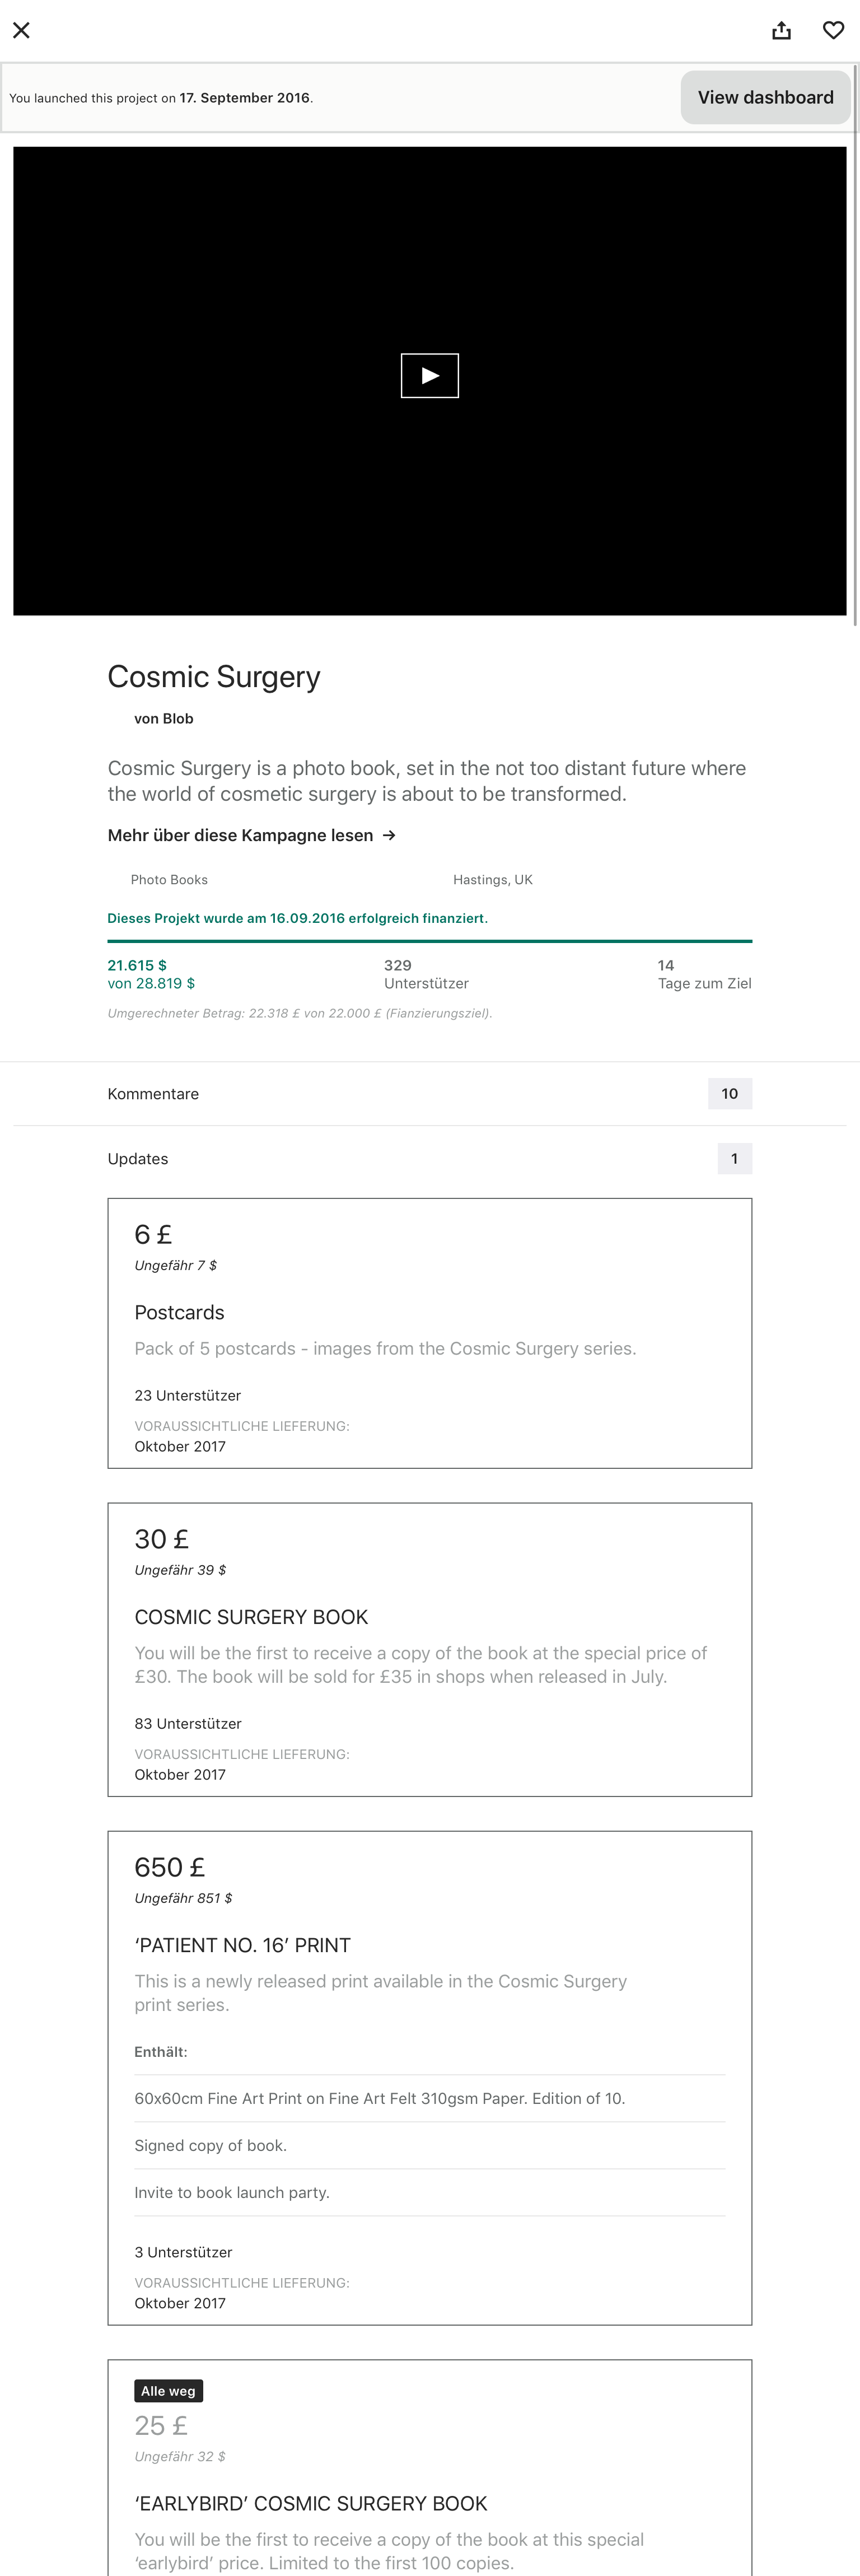 You launched this project on 17. September 2016.
View dashboard
Cosmic Surgery
von Blob
Cosmic Surgery is a photo book, set in the not too distant future where
the world of cosmetic surgery is about to be transformed.
Mehr über diese Kampagne lesen →
Photo Books
Hastings, UK
Dieses Projekt wurde am 16.09.2016 erfolgreich finanziert.
21.615 $
von 28.819 $
329
Unterstützer
14
Tage zum Ziel
Umgerechneter Betrag: 22.318 £ von 22.000 £ (Fianzierungsziel).
Kommentare
10
Updates
1
6 £
Ungefähr 7 $
Postcards
Pack of 5 postcards - images from the Cosmic Surgery series.
23 Unterstützer
VORAUSSICHTLICHE LIEFERUNG:
Oktober 2017
30 £
Ungefähr 39 $
COSMIC SURGERY BOOK
You will be the first to receive a copy of the book at the special price of
£30. The book will be sold for £35 in shops when released in July.
83 Unterstützer
VORAUSSICHTLICHE LIEFERUNG:
Oktober 2017
650 £
Ungefähr 851 $
‘PATIENT NO. 16’ PRINT
This is a newly released print available in the Cosmic Surgery
print series.
Enthält:
60x60cm Fine Art Print on Fine Art Felt 310gsm Paper. Edition of 10.
Signed copy of book.
Invite to book launch party.
3 Unterstützer
VORAUSSICHTLICHE LIEFERUNG:
Oktober 2017
Alle weg
25 £
Ungefähr 32 $
‘EARLYBIRD’ COSMIC SURGERY BOOK
You will be the first to receive a copy of the book at this special
‘earlybird’ price. Limited to the first 100 copies.